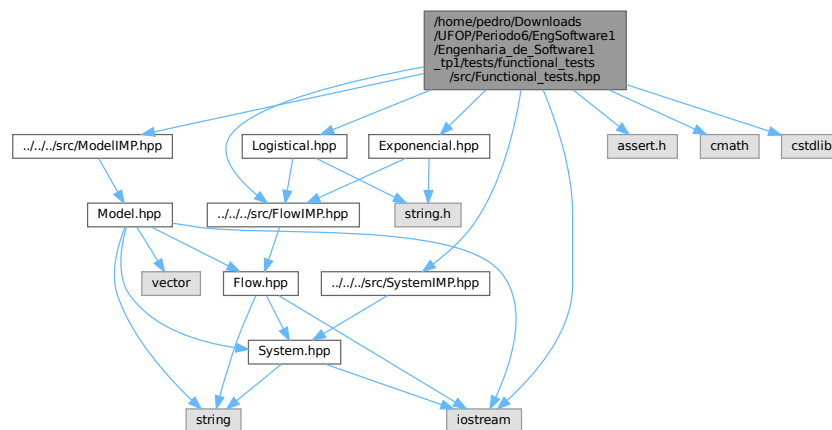 /home/pedro/Downloads
/UFOP/Periodo6/EngSoftware1
/Engenharia_de_Software1
_tp1/tests/functional_tests
/src/Functional_tests.hpp
../../../src/ModelIMP.hpp
Logistical.hpp
Exponencial.hpp
assert.h
cmath
cstdlib
Model.hpp
../../../src/FlowIMP.hpp
string.h
vector
Flow.hpp
../../../src/SystemIMP.hpp
System.hpp
string
iostream